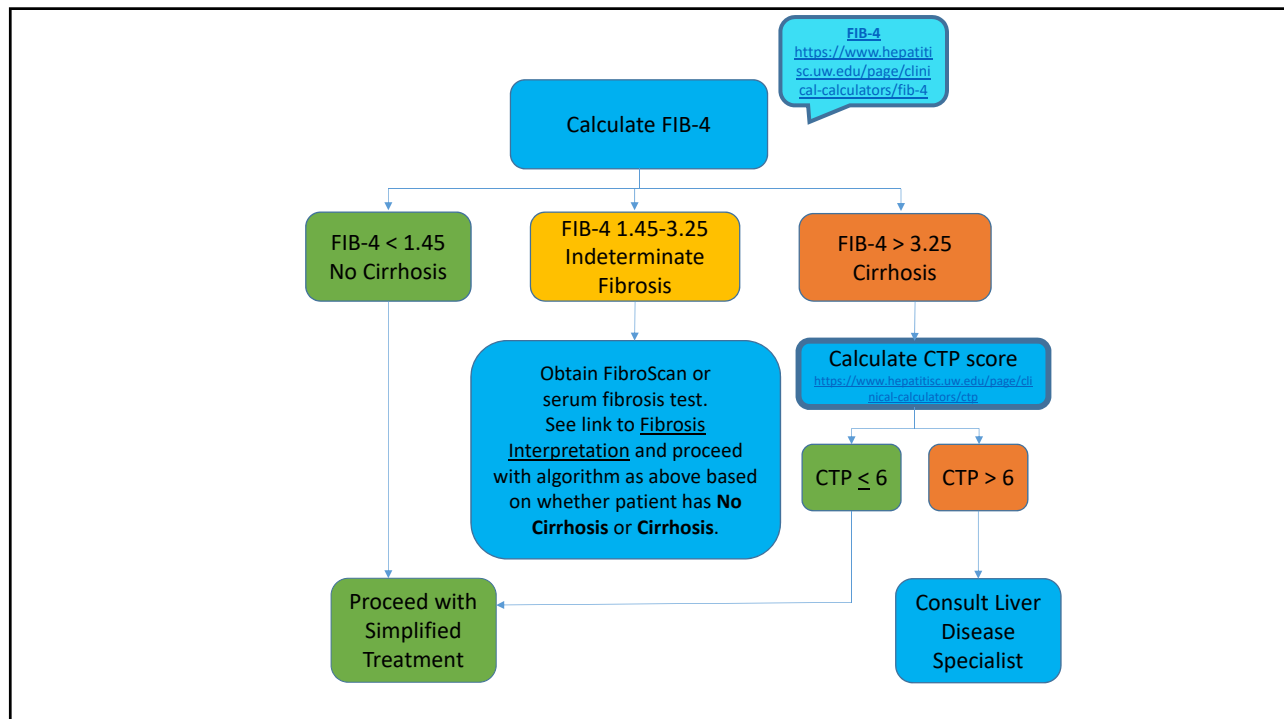 FIB-4
https://www.hepatiti
sc.uw.edu/page/clini
cal-calculators/fib-4
Calculate FIB-4
FIB-4 < 1.45
No Cirrhosis
FIB-4 1.45-3.25
Indeterminate
Fibrosis
FIB-4 > 3.25
Cirrhosis
Calculate CTP score
https://www.hepatitisc.uw.edu/page/cli
nical-calculators/ctp
Obtain FibroScan or
serum fibrosis test.
See link to Fibrosis
Interpretation and proceed
with algorithm as above based
on whether patient has No
Cirrhosis or Cirrhosis.
CTP ≤ 6
CTP > 6
Proceed with
Simplified
Treatment
Consult Liver
Disease
Specialist